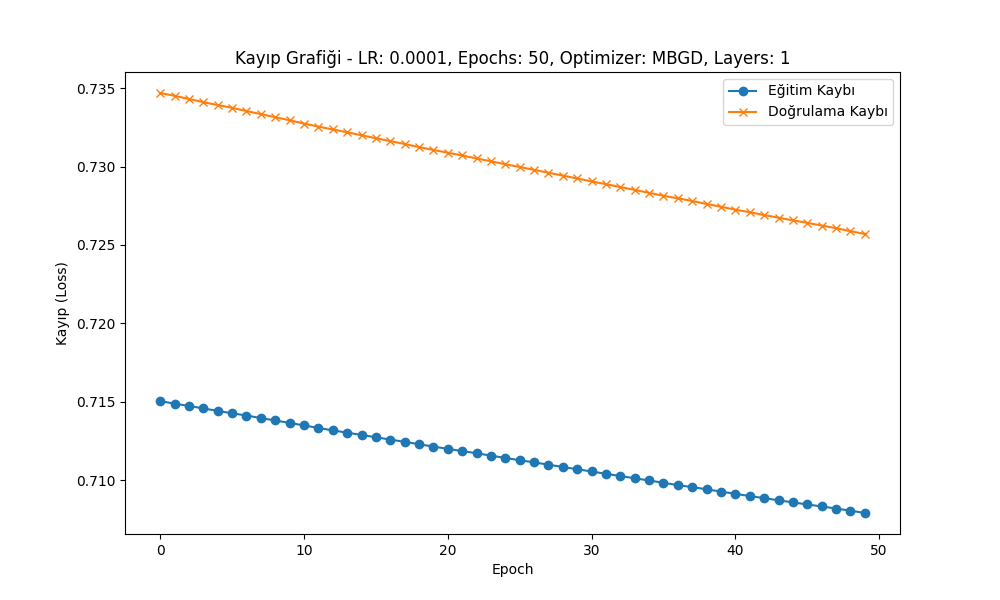 Kayıp Grafiği - LR: 0.0001, Epochs: 50, Optimizer: MBGD, Layers: 1
Eğitim Kaybı
Doğrulama Kaybı
Kayıp (Loss)
0.735
0.730
0.725
0.720
0.715
0.710
0 10 20 30 40 50
Epoch